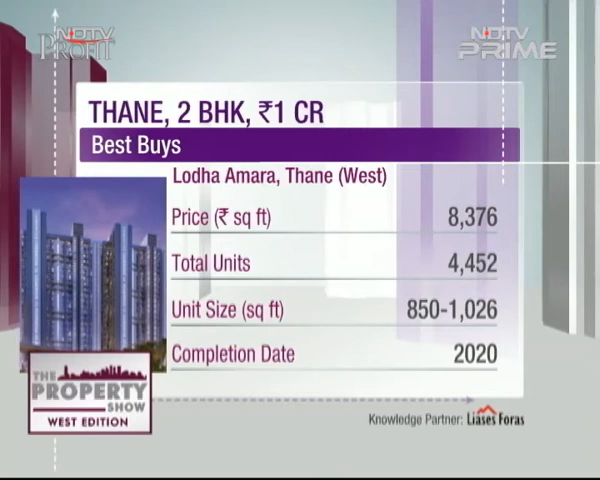 NDTV
PROFIT
NDTV
PRIME
THANE, 2 BHK, ₹1 CR
Best Buys
Lodha Amara, Thane (West)
Price (₹ sq ft) 8,376
Total Units 4,452
Unit Size (sq ft) 850-1,026
Completion Date 2020
THE
PROPERTY
SHOW
WEST EDITION
Knowledge Partner: Liases Foras